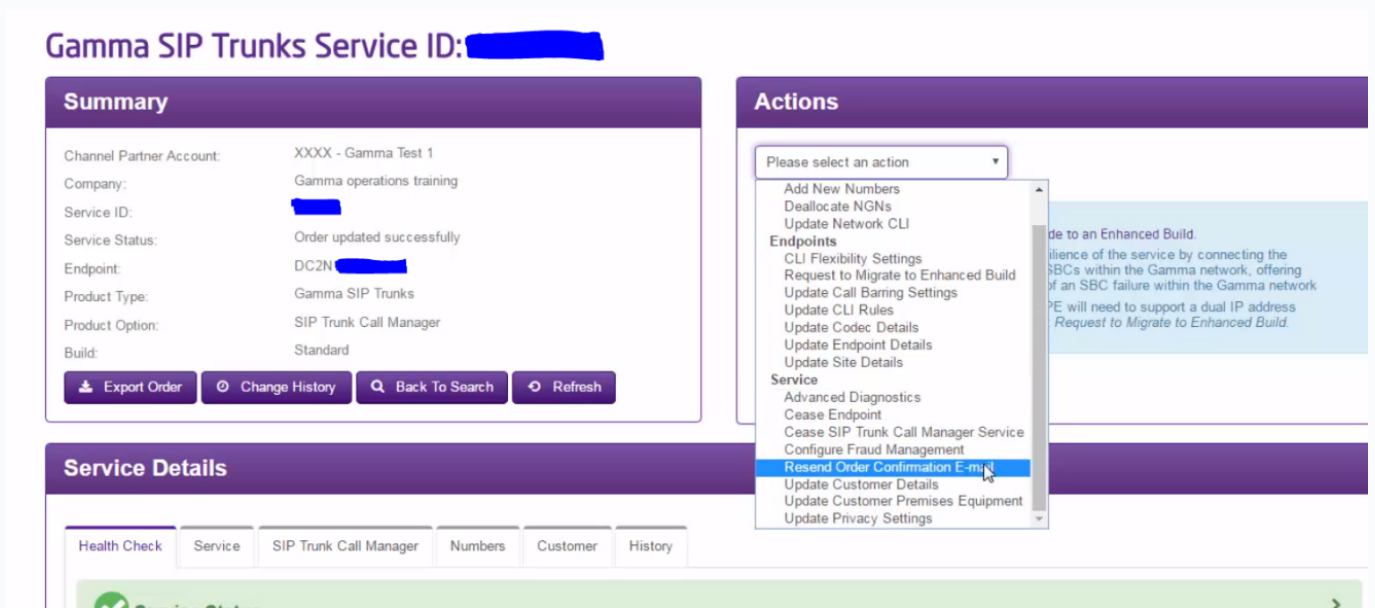 Gamma SIP Trunks Service ID:
Summary
Channel Partner Account: XXXX - Gamma Test 1
Company: Gamma operations training
Service ID:
Service Status: Order updated successfully
Endpoint: DC2N
Product Type: Gamma SIP Trunks
Product Option: SIP Trunk Call Manager
Build: Standard
Export Order Change History Back To Search Refresh
Actions
Please select an action
Add New Numbers
Deallocate NGNs
Update Network CLI
Endpoints
CLI Flexibility Settings
Request to Migrate to Enhanced Build
Update Call Barring Settings
Update CLI Rules
Update Codec Details
Update Endpoint Details
Update Site Details
Service
Advanced Diagnostics
Cease Endpoint
Cease SIP Trunk Call Manager Service
Configure Fraud Management
Resend Order Confirmation E-mail
Update Customer Details
Update Customer Premises Equipment
Update Privacy Settings
to an Enhanced Build.
of the service by connecting the
within the Gamma network, offering
of an SBC failure within the Gamma network
will need to support a dual IP address
Request to Migrate to Enhanced Build.
Service Details
Health Check Service SIP Trunk Call Manager Numbers Customer History